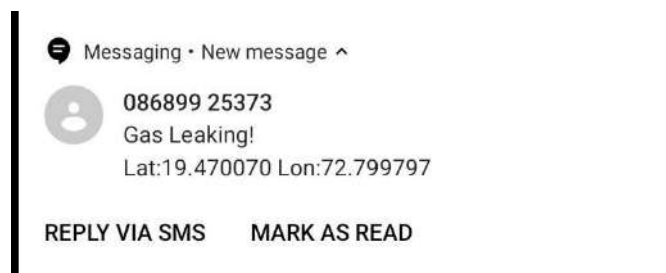 Messaging • New message ^
086899 25373
Gas Leaking!
Lat:19.470070 Lon:72.799797
REPLY VIA SMS MARK AS READ